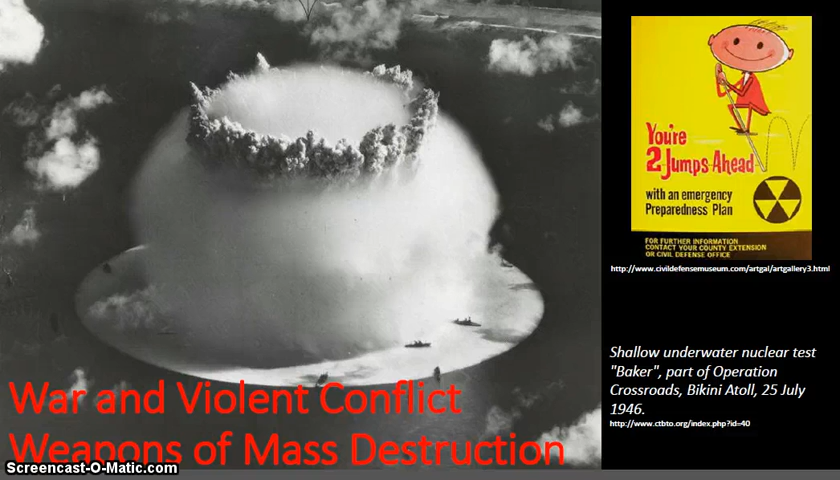 You're
2 Jumps Ahead
with an emergency
Preparedness Plan
FOR FURTHER INFORMATION
CONTACT YOUR COUNTY EXTENSION
OR CIVIL DEFENSE OFFICE
http://www.civildefensemuseum.com/artgal/artgallery3.html
Shallow underwater nuclear test
"Baker", part of Operation
Crossroads, Bikini Atoll, 25 July
1946.
http://www.ctbto.org/index.php?id=40
War and Violent Conflict
Weapons of Mass Destruction
Screencast-O-Matic.com